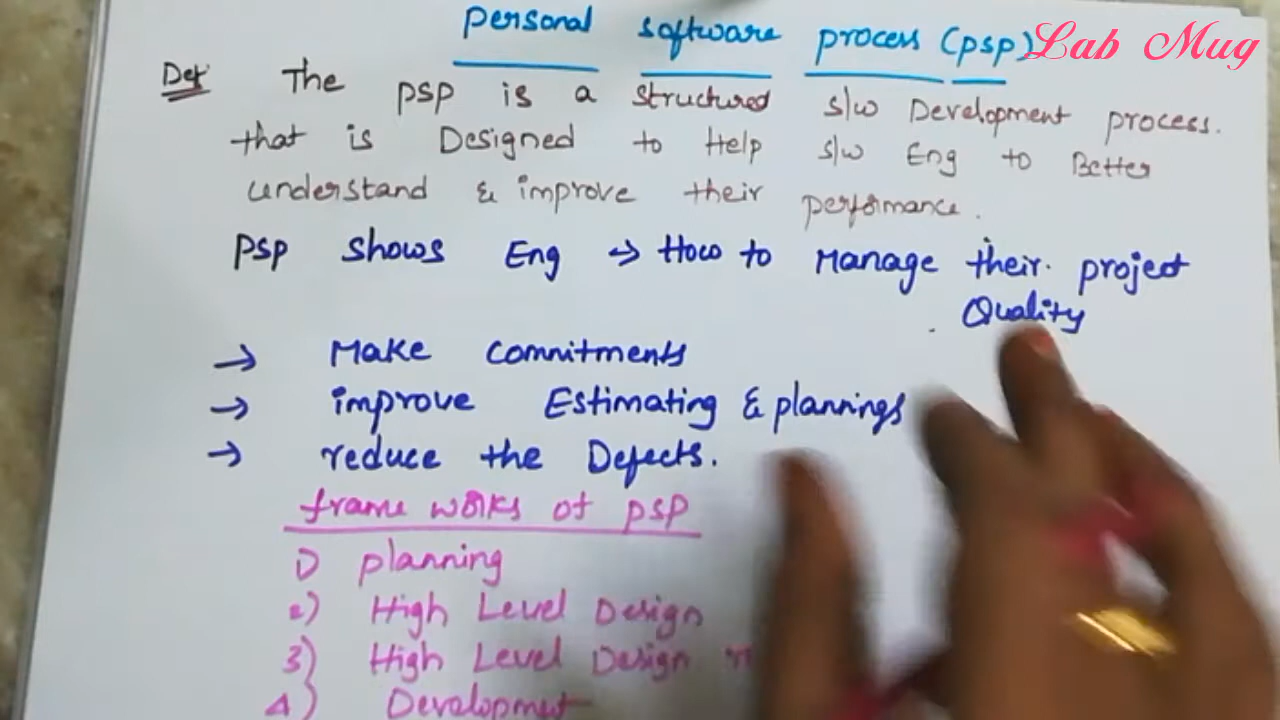 personal software process (psp)
Lab Mug
Def The psp is a structured s/w Development process.
that is Designed to Help s/w Eng to Better
understand & improve their performance.
psp shows Eng → How to Manage their project
Quality
→ Make commitments
→ improve Estimating & plannings
→ reduce the Defects.
frame works of psp
1) planning
2) High Level Design
3) High Level Design
4) Development